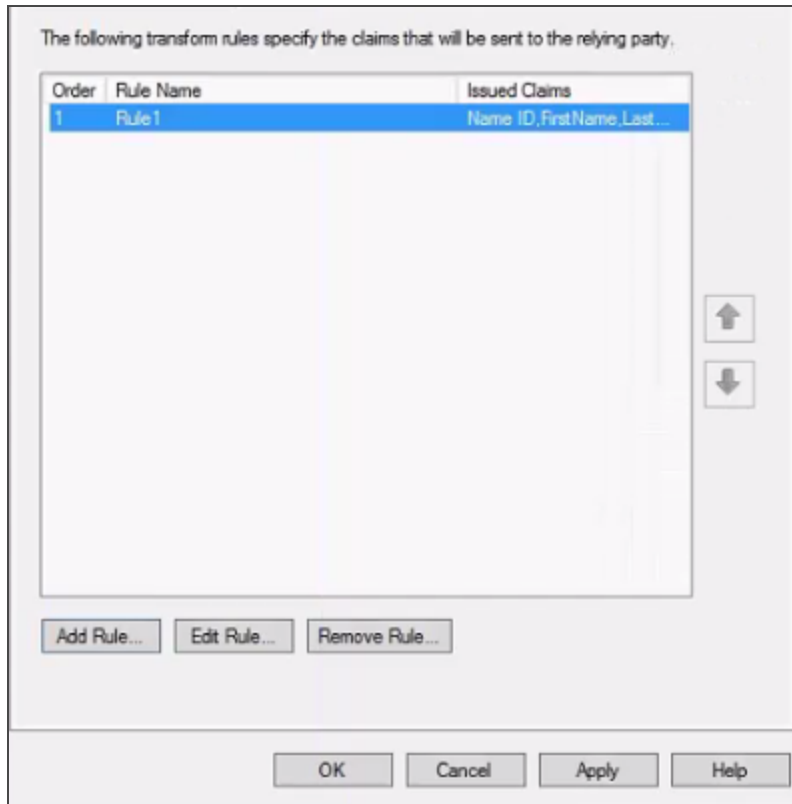 The following transform rules specify the claims that will be sent to the relying party.
Order Rule Name Issued Claims
1 Rule1 Name ID,FirstName,Last...
Add Rule... Edit Rule... Remove Rule...
OK Cancel Apply Help